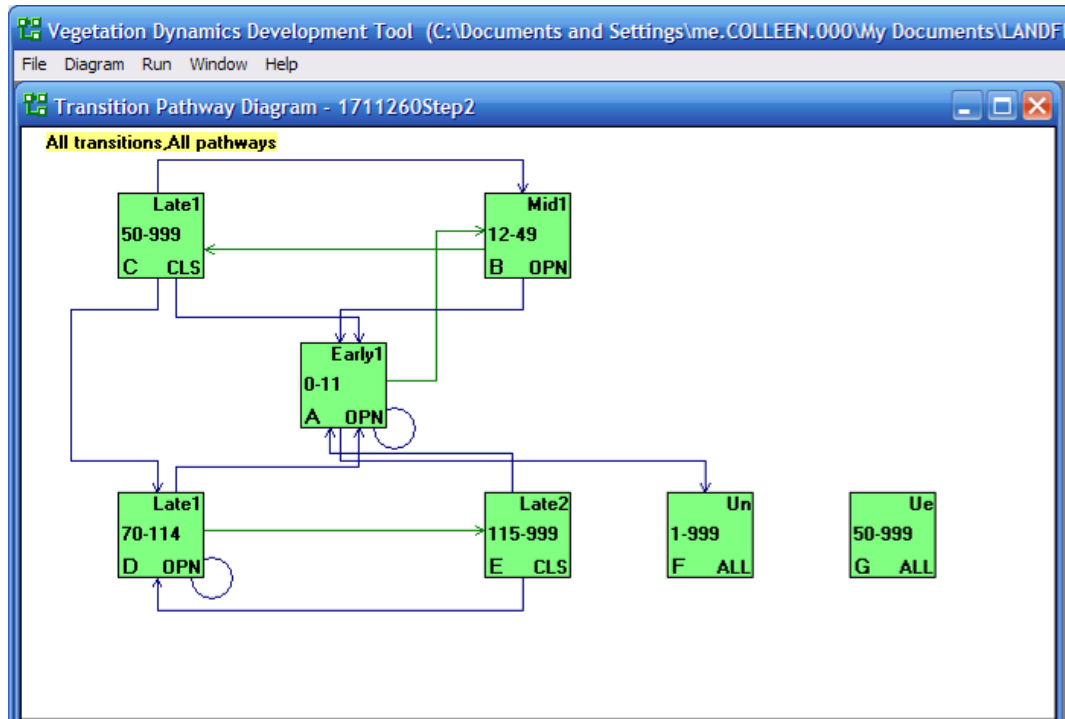 Vegetation Dynamics Development Tool (C:\Documents and Settings\me.COLLEEN.000\My Documents\LANDFI
File Diagram Run Window Help
Transition Pathway Diagram - 1711260Step2
All transitions,All pathways
Late1
50-999
C CLS
Mid1
12-49
B OPN
Early1
0-11
A OPN
Late1
70-114
D OPN
Late2
115-999
E CLS
Un
1-999
F ALL
Ue
50-999
G ALL